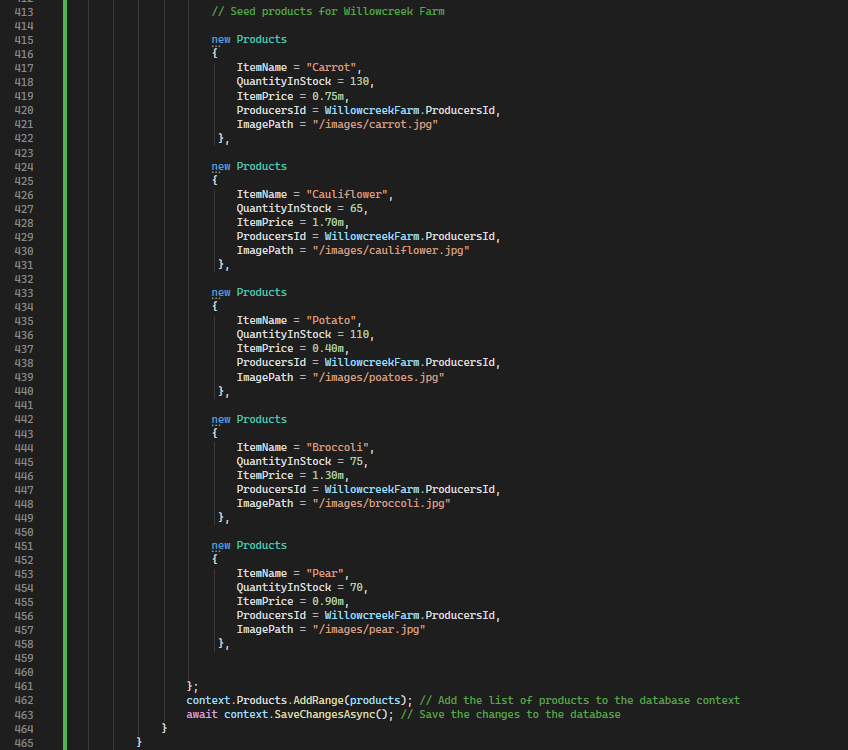 412
413 // Seed products for Willowcreek Farm
414
415 new Products
416 {
417 ItemName = "Carrot",
418 QuantityInStock = 130,
419 ItemPrice = 0.75m,
420 ProducersId = WillowcreekFarm.ProducersId,
421 ImagePath = "/images/carrot.jpg"
422 },
423
424 new Products
425 {
426 ItemName = "Cauliflower",
427 QuantityInStock = 65,
428 ItemPrice = 1.70m,
429 ProducersId = WillowcreekFarm.ProducersId,
430 ImagePath = "/images/cauliflower.jpg"
431 },
432
433 new Products
434 {
435 ItemName = "Potato",
436 QuantityInStock = 110,
437 ItemPrice = 0.40m,
438 ProducersId = WillowcreekFarm.ProducersId,
439 ImagePath = "/images/poatoes.jpg"
440 },
441
442 new Products
443 {
444 ItemName = "Broccoli",
445 QuantityInStock = 75,
446 ItemPrice = 1.30m,
447 ProducersId = WillowcreekFarm.ProducersId,
448 ImagePath = "/images/broccoli.jpg"
449 },
450
451 new Products
452 {
453 ItemName = "Pear",
454 QuantityInStock = 70,
455 ItemPrice = 0.90m,
456 ProducersId = WillowcreekFarm.ProducersId,
457 ImagePath = "/images/pear.jpg"
458 },
459
460
461 };
462 context.Products.AddRange(products); // Add the list of products to the database context
463 await context.SaveChangesAsync(); // Save the changes to the database
464 }
465 }